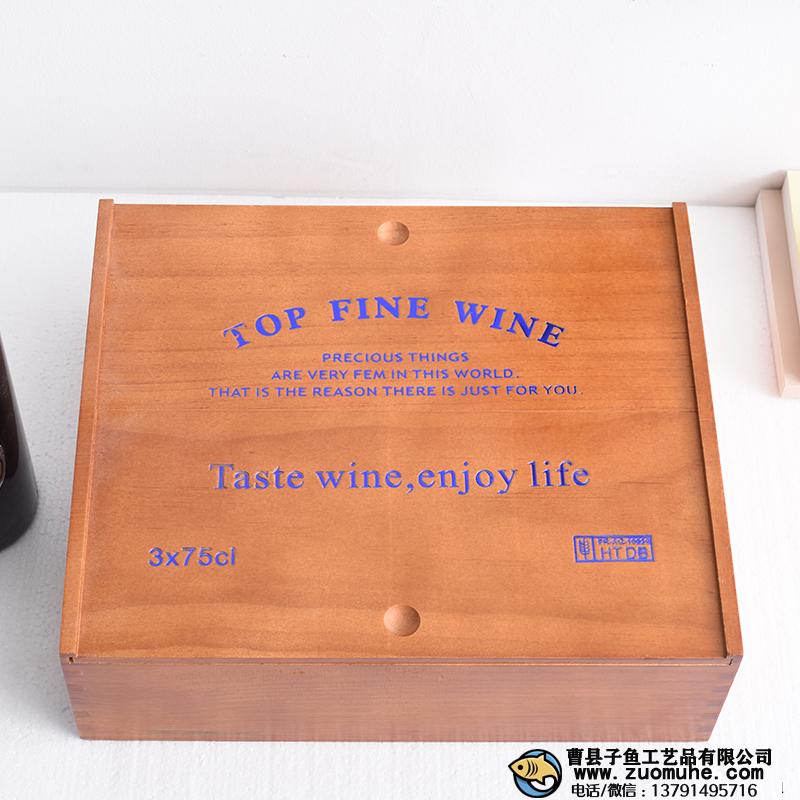 TOP FINE WINE
PRECIOUS THINGS
ARE VERY FEM IN THIS WORLD.
THAT IS THE REASON THERE IS JUST FOR YOU.
Taste wine,enjoy life
3x75cl
HTDB
曹县子鱼工艺品有限公司
www.zuomuhe.com
电话/微信：13791495716